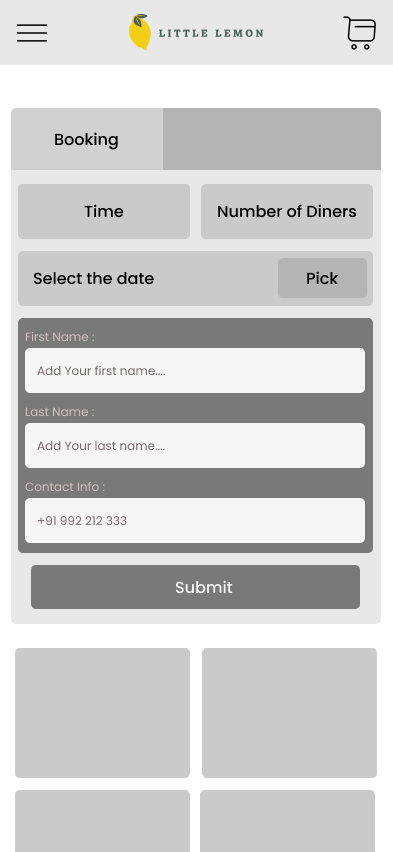 LITTLE LEMON
Booking
Time
Number of Diners
Select the date
Pick
First Name :
Add Your first name....
Last Name :
Add Your last name....
Contact Info :
+91 992 212 333
Submit